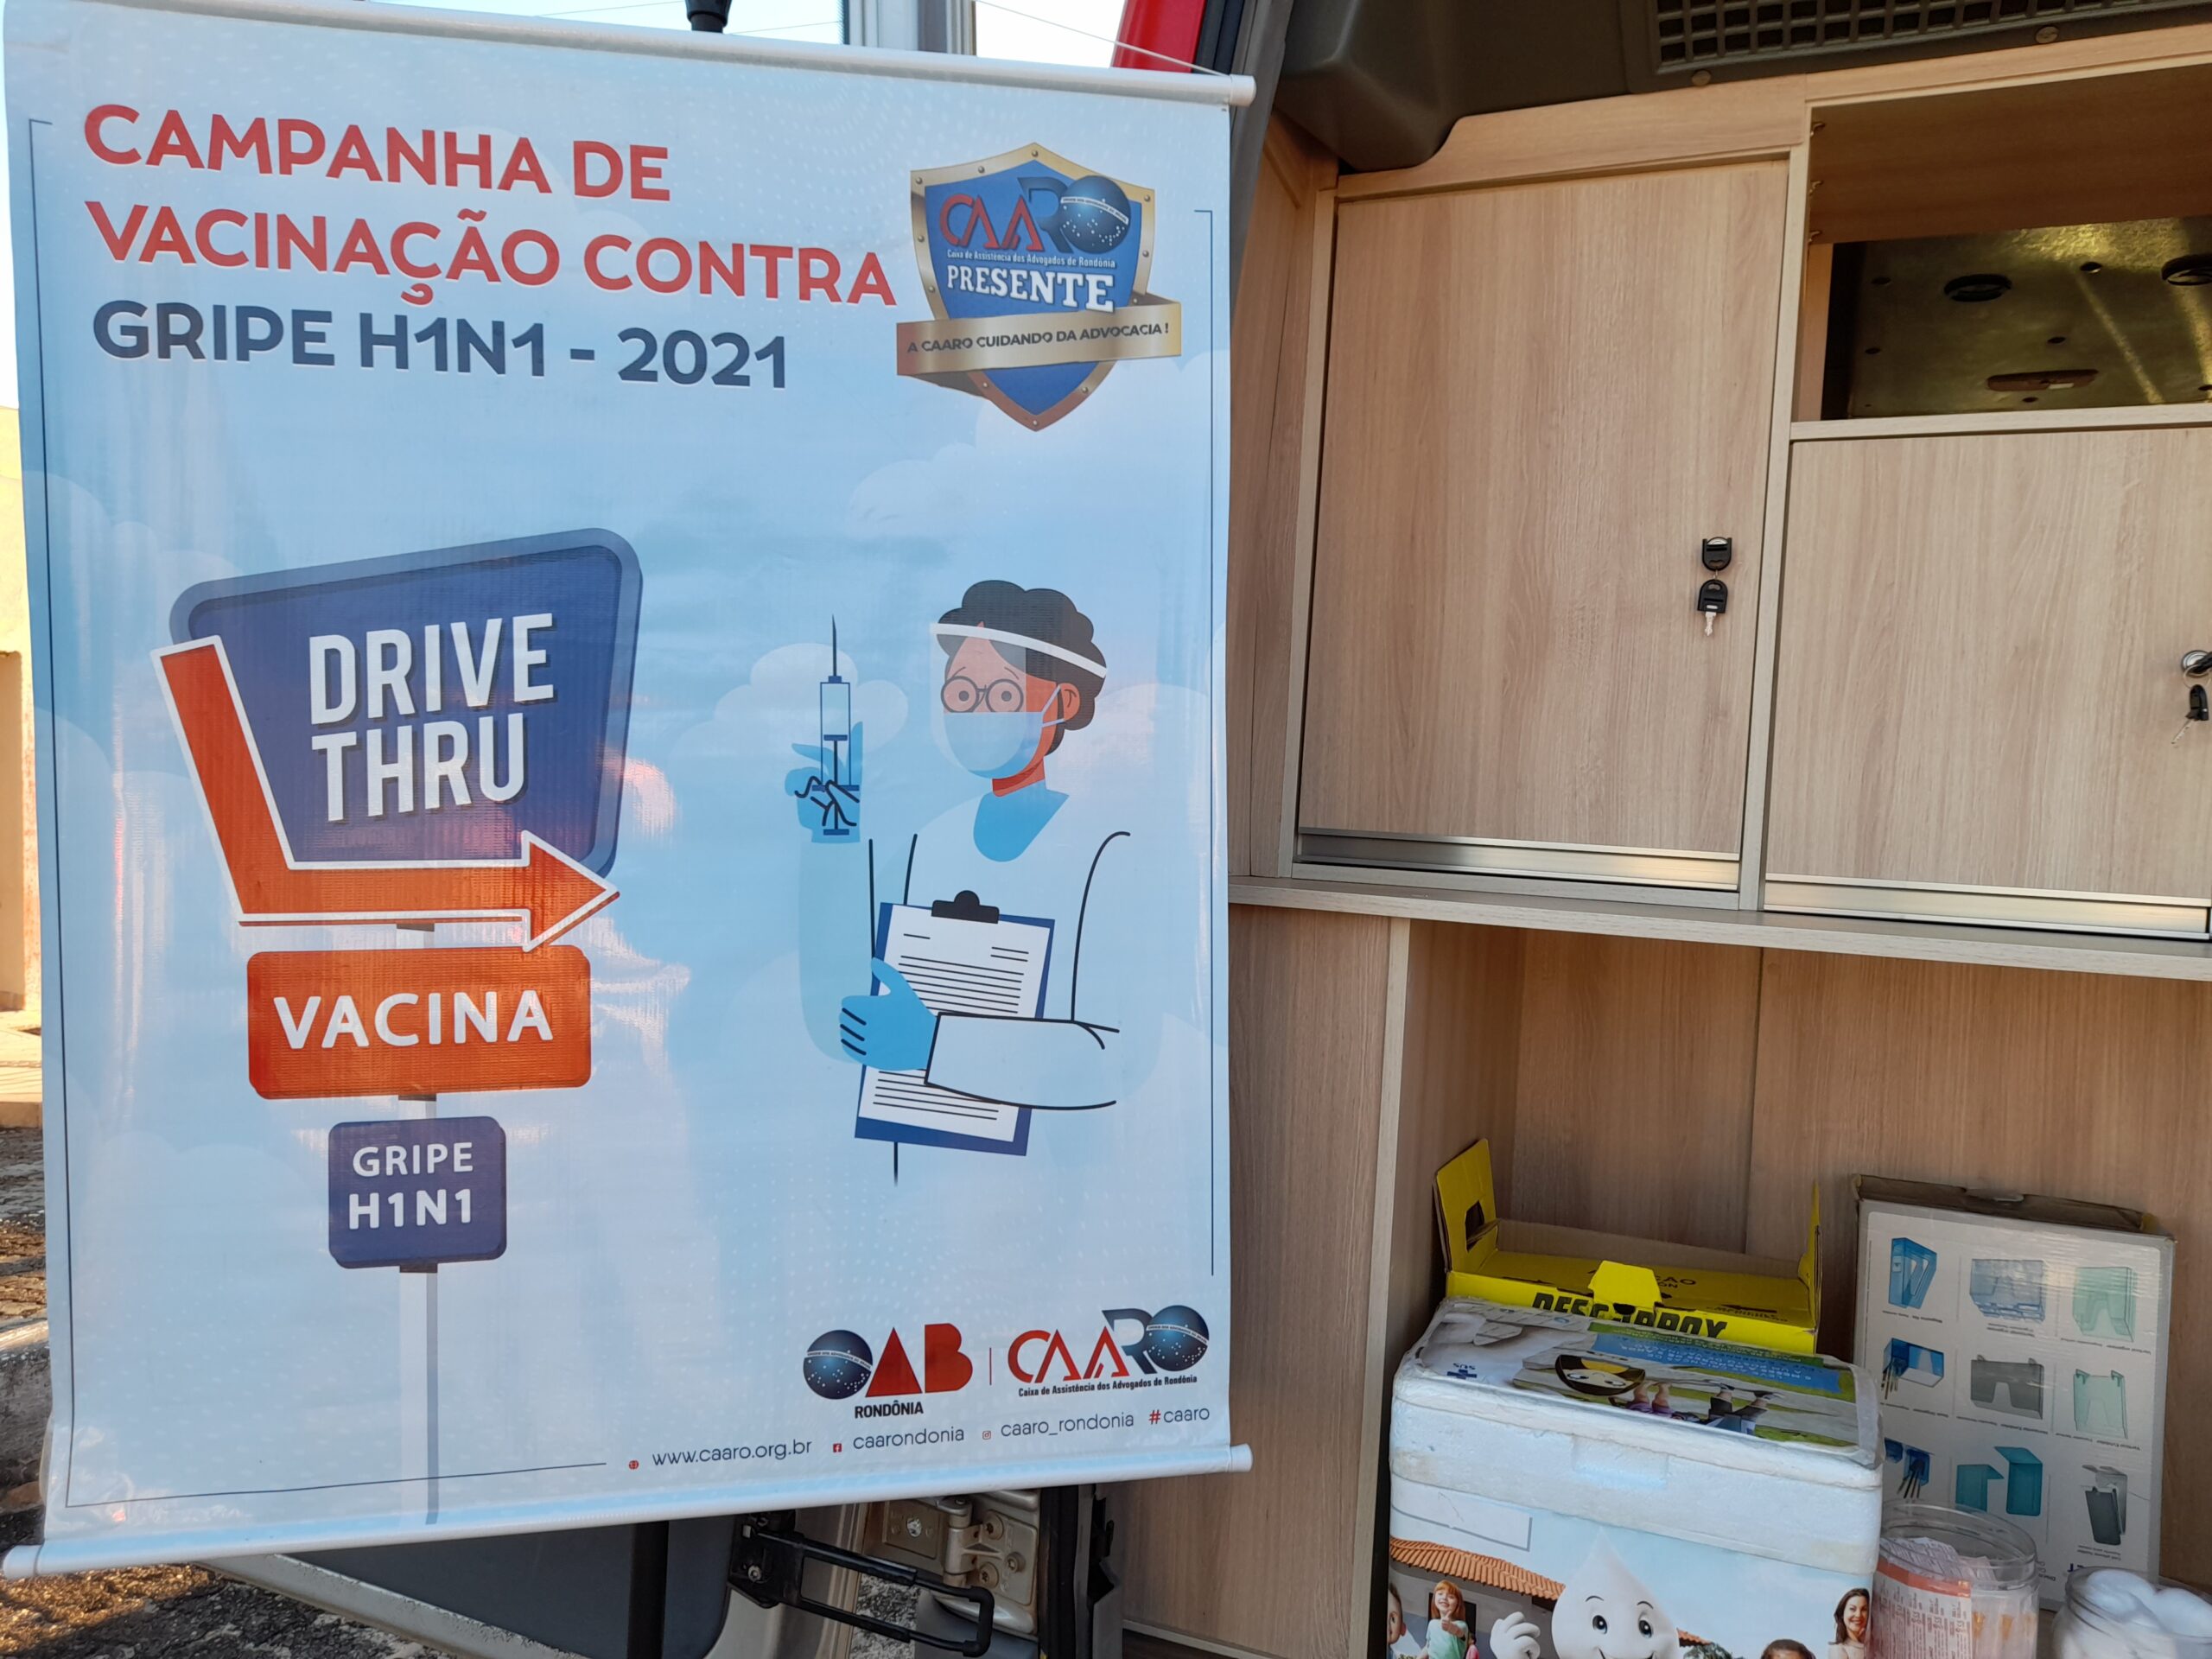 CAMPANHA DE
VACINAÇÃO CONTRA
GRIPE H1N1 - 2021
CAARO
Caixa de Assistência dos Advogados de Rondônia
PRESENTE
A CAARO CUIDANDO DA ADVOCACIA!
DRIVE
THRU
VACINA
GRIPE
H1N1
OAB
RONDÔNIA
CAARO
Caixa de Assistência dos Advogados de Rondônia
www.caaro.org.br caarondonia caaro_rondonia #caaro
SUS